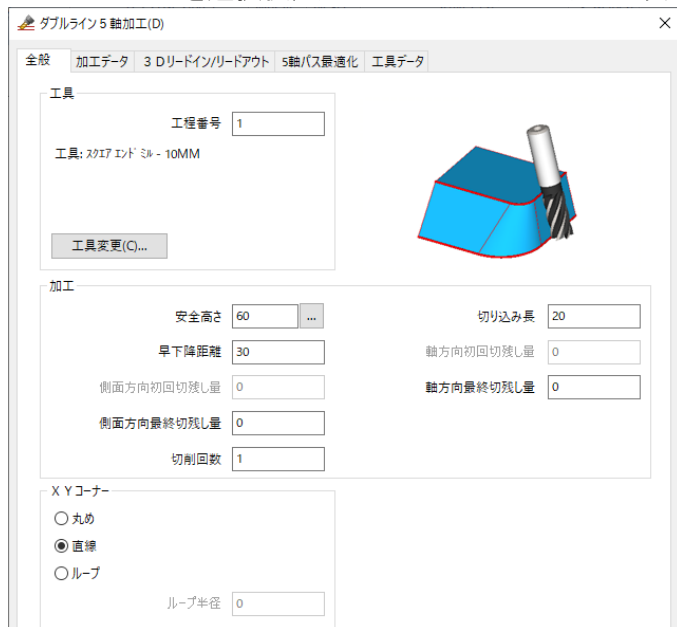 ダブルライン5軸加工(D)
全般 加工データ 3Dリードイン/リードアウト 5軸パス最適化 工具データ
工具
工程番号 1
工具: スクエア エンド ミル - 10MM
工具変更(C)...
加工
安全高さ 60 ... 切り込み長 20
早下降距離 30 軸方向初回切残し量 0
側面方向初回切残し量 0 軸方向最終切残し量 0
側面方向最終切残し量 0
切削回数 1
XYコーナー
丸め
直線
ループ
ループ半径 0